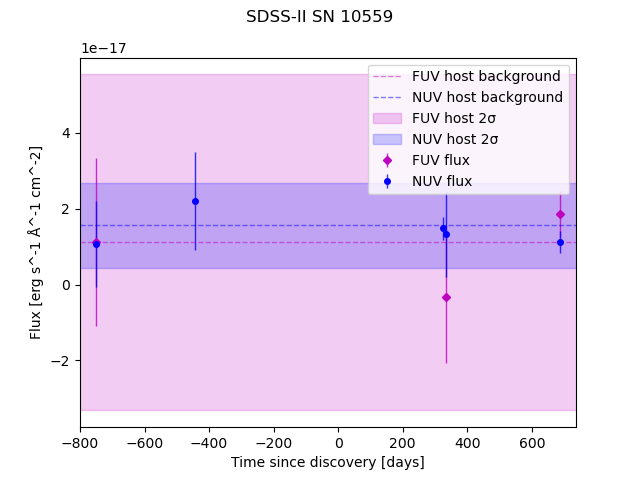 SDSS-II SN 10559
1e−17
FUV host background
NUV host background
FUV host 2σ
NUV host 2σ
FUV flux
NUV flux
4
2
0
−2
Flux [erg s^-1 Å^-1 cm^-2]
−800 −600 −400 −200 0 200 400 600
Time since discovery [days]